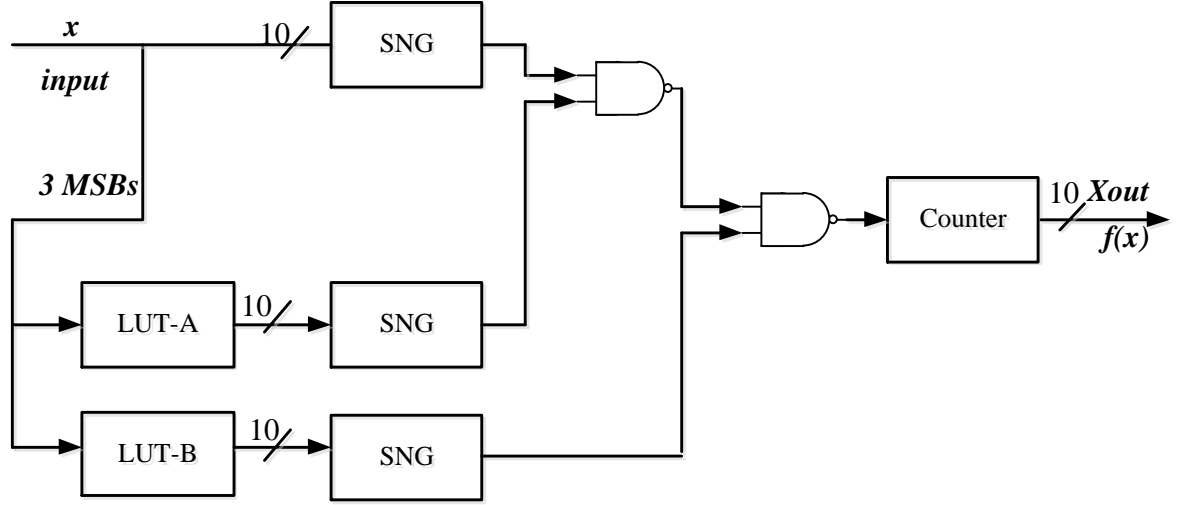 x
input
10
SNG
3 MSBs
LUT-A
10
SNG
LUT-B
10
SNG
Counter
10
Xout
f(x)